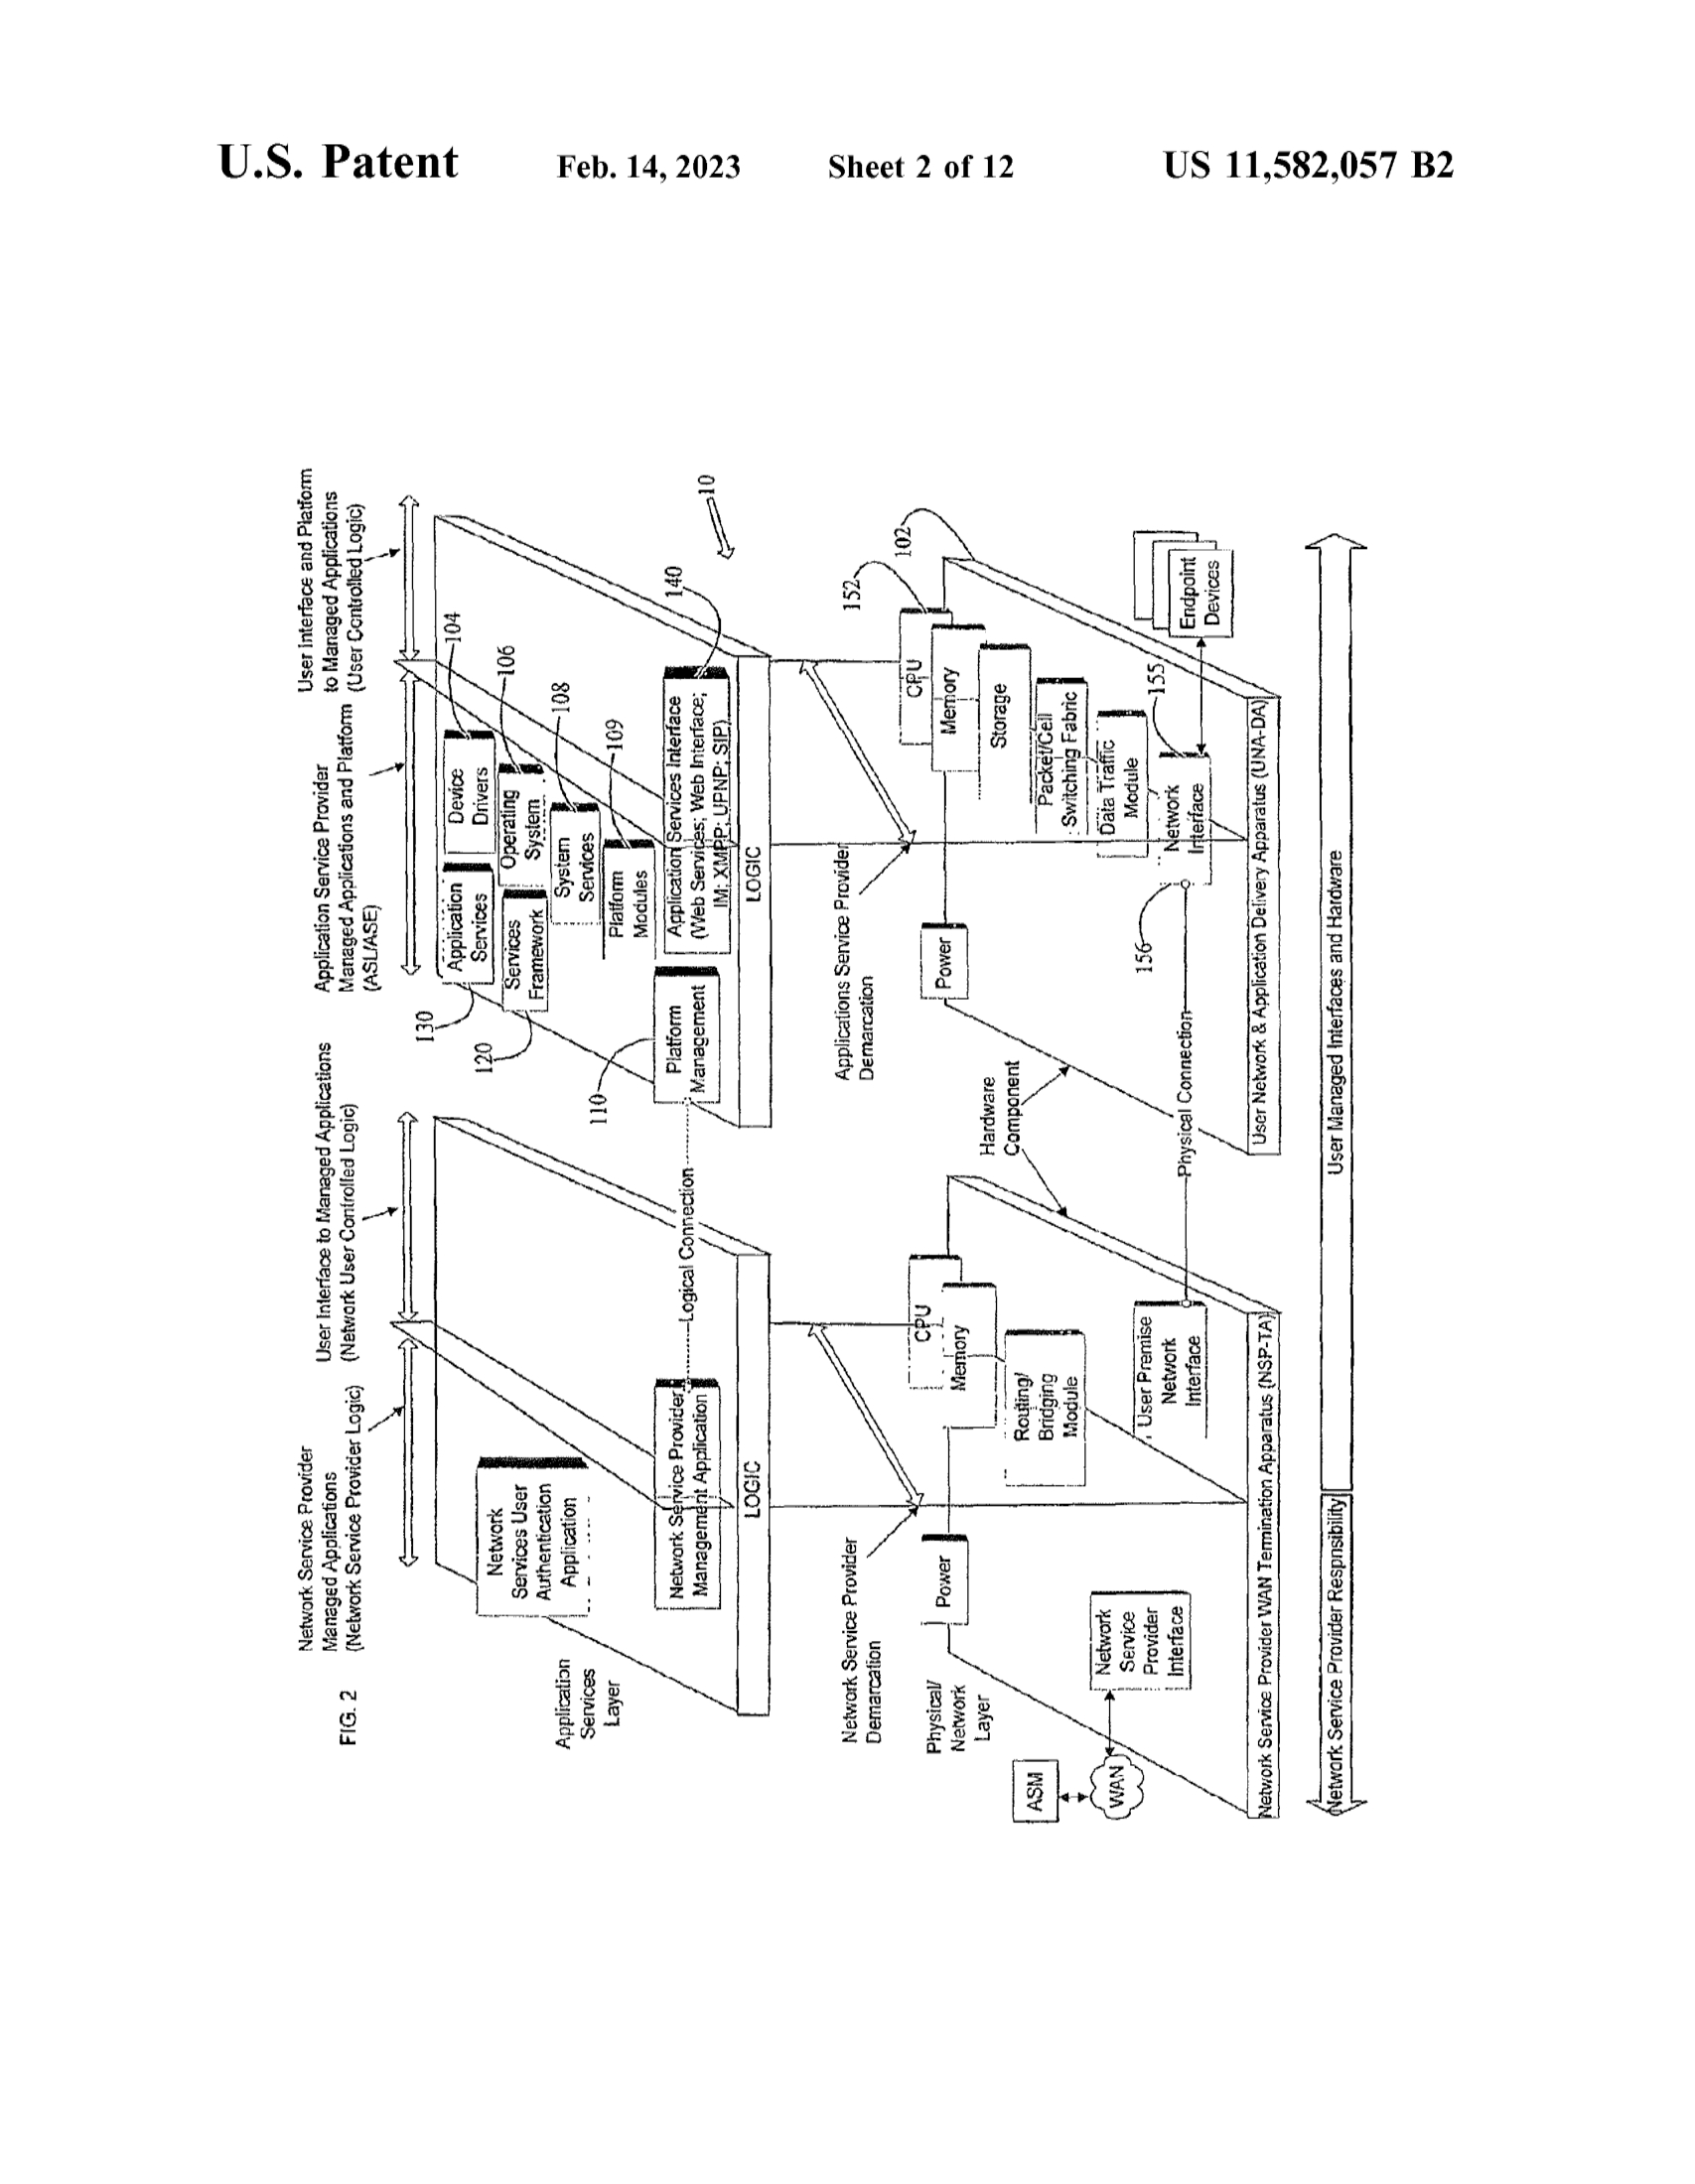 U.S. Patent
Feb. 14, 2023
Sheet 2 of 12
US 11,582,057 B2
FIG. 2
Network Service Provider
Managed Applications
(Network Service Provider Logic)
User Interface to Managed Applications
(Network User Controlled Logic)
Application Service Provider
Managed Applications and Platform
(ASL/ASE)
User Interface and Platform
to Managed Applications
(User Controlled Logic)
Application
Services
Layer
Network
Services User
Authentication
Application
Network Service Provider
Management Application
LOGIC
Logical Connection
130
Application
Services
104
Device
Drivers
120
Services
Framework
106
Operating
System
108
System
Services
109
Platform
Modules
110
Platform
Management
140
Application Services Interface
(Web Services; Web Interface;
IM; XMPP; UPNP; SIP)
LOGIC
10
Network Service Provider
Demarcation
Applications Service Provider
Demarcation
Physical/
Network
Layer
ASM
WAN
Network
Service
Provider
Interface
Power
CPU
Memory
Routing/
Bridging
Module
User Premise
Network
Interface
Hardware
Component
Physical Connection
Power
152
102
CPU
Memory
Storage
Packet/Cell
Switching Fabric
Data Traffic
Module
155
156
Network
Interface
Endpoint
Devices
Network Service Provider WAN Termination Apparatus (NSP-TA)
User Network & Application Delivery Apparatus (UNA-DA)
Network Service Provider Respnsibility
User Managed Interfaces and Hardware